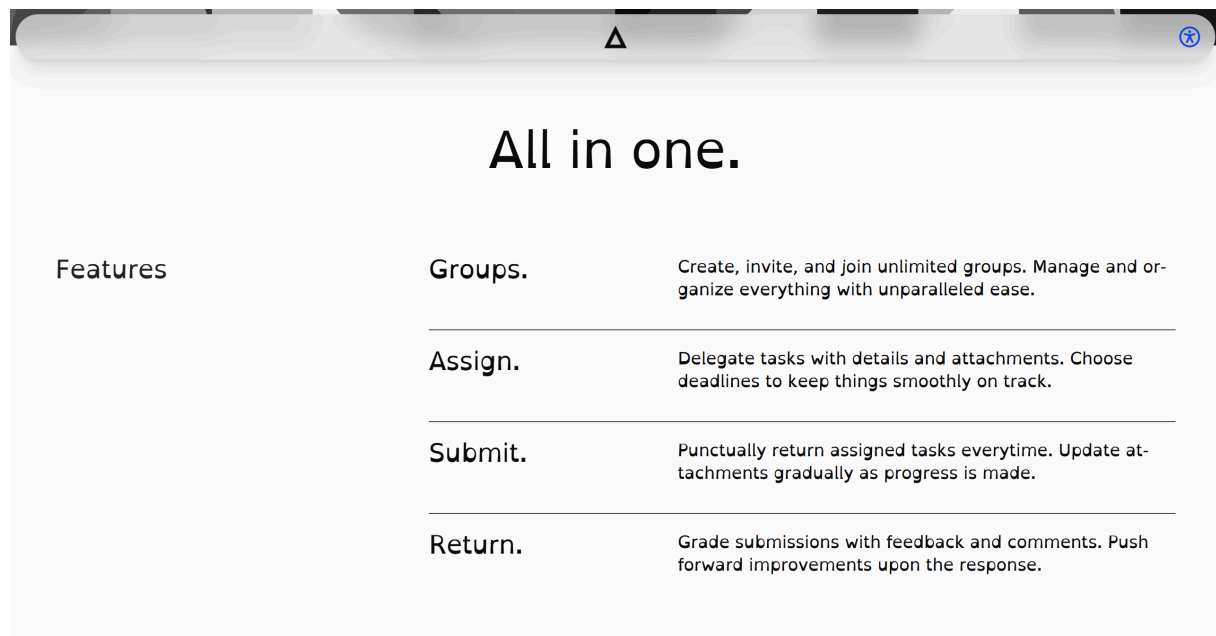 All in one.
Features
Groups.
Create, invite, and join unlimited groups. Manage and or-
ganize everything with unparalleled ease.
Assign.
Delegate tasks with details and attachments. Choose
deadlines to keep things smoothly on track.
Submit.
Punctually return assigned tasks everytime. Update at-
tachments gradually as progress is made.
Return.
Grade submissions with feedback and comments. Push
forward improvements upon the response.